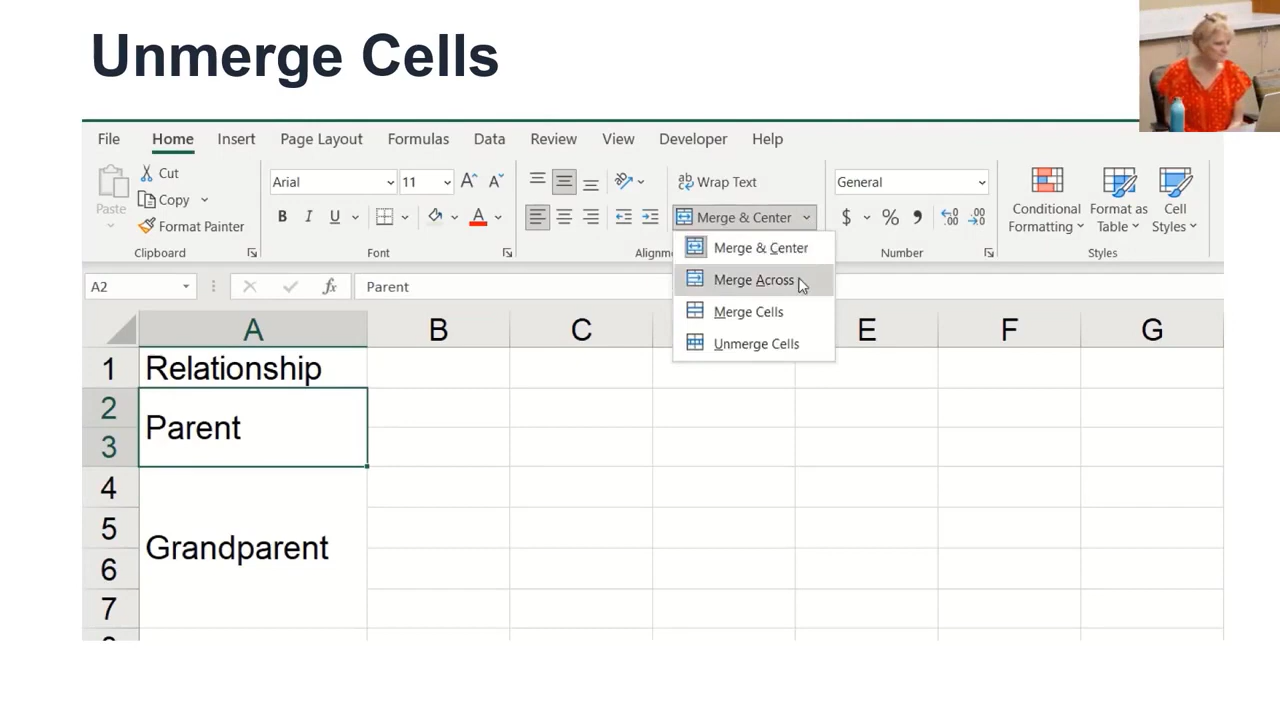 Unmerge Cells
File Home Insert Page Layout Formulas Data Review View Developer Help
Paste
Cut
Copy
Format Painter
Clipboard
Arial 11
B I U
Font
Wrap Text
Merge & Center
Alignm
General
$ % 9
Number
Conditional Formatting
Format as Table
Cell Styles
Styles
Merge & Center
Merge Across
Merge Cells
Unmerge Cells
A2 fx Parent
A B C E F G
1 Relationship
2
Parent
3
4
5
Grandparent
6
7